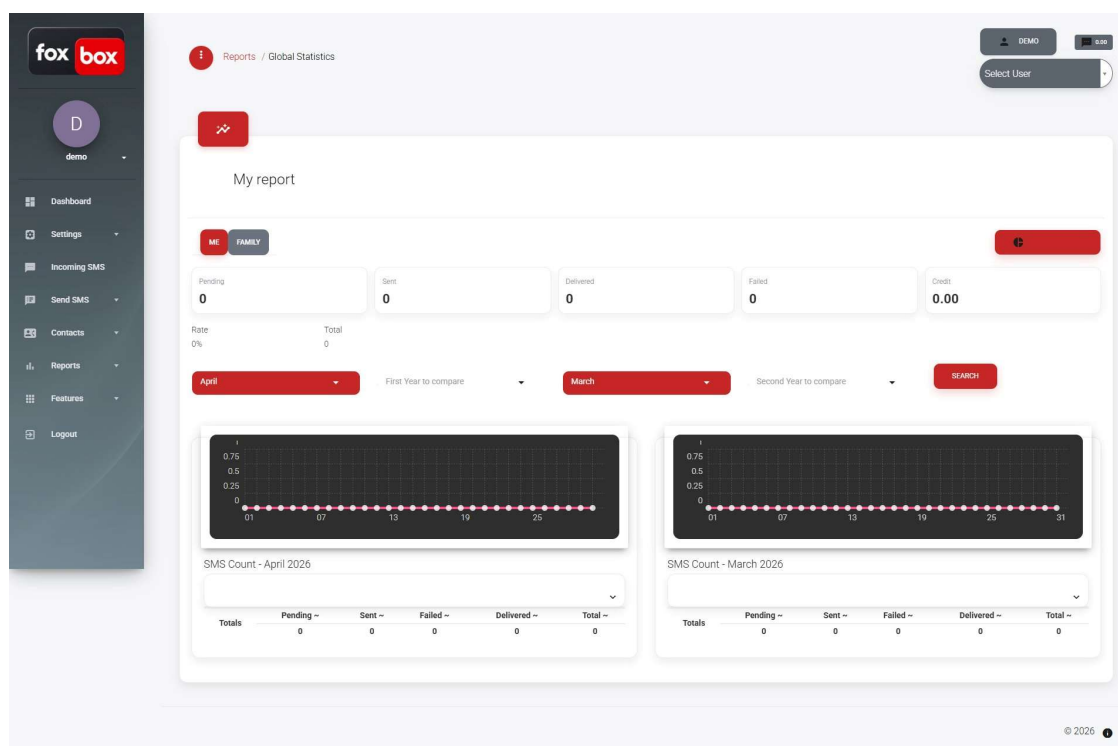 fox box
D
demo
Dashboard
Settings
Incoming SMS
Send SMS
Contacts
Reports
Features
Logout
Reports / Global Statistics
DEMO
0.00
Select User
My report
ME FAMILY
Pending Sent Delivered Failed Credit
0 0 0 0 0.00
Rate Total
0% 0
April First Year to compare March Second Year to compare SEARCH
0.75
0.5
0.25
0
01 07 13 19 25
SMS Count - April 2026
Pending ~ Sent ~ Failed ~ Delivered ~ Total ~
Totals
0 0 0 0 0
0.75
0.5
0.25
0
01 07 13 19 25 31
SMS Count - March 2026
Pending ~ Sent ~ Failed ~ Delivered ~ Total ~
Totals
0 0 0 0 0
© 2026